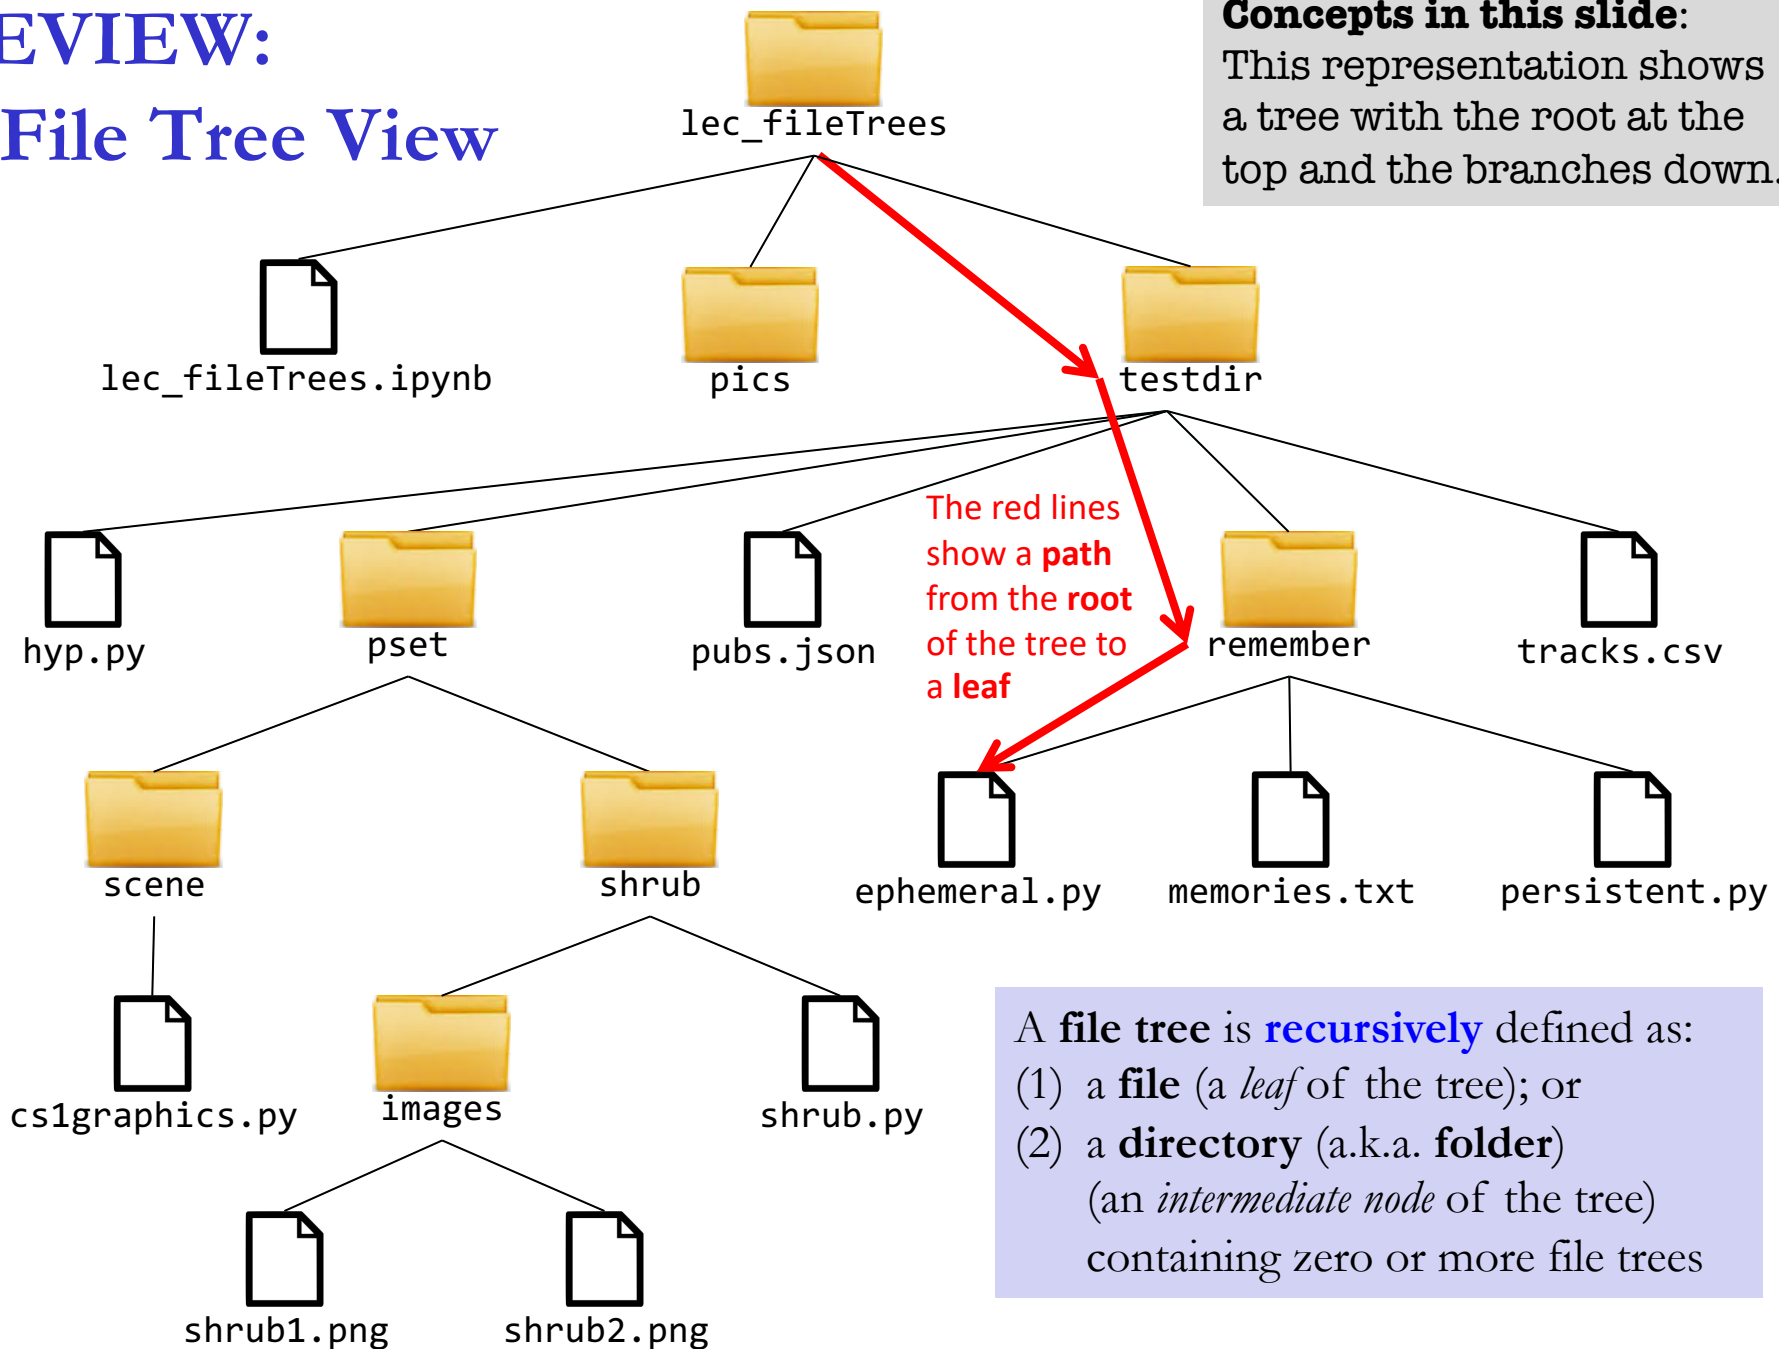 EVIEW:
File Tree View
Concepts in this slide:
This representation shows
a tree with the root at the
top and the branches down.
lec_fileTrees
lec_fileTrees.ipynb
pics
testdir
The red lines
show a path
from the root
of the tree to
a leaf
hyp.py
pset
pubs.json
remember
tracks.csv
scene
shrub
ephemeral.py
memories.txt
persistent.py
cs1graphics.py
images
shrub.py
A file tree is recursively defined as:
(1) a file (a leaf of the tree); or
(2) a directory (a.k.a. folder)
(an intermediate node of the tree)
containing zero or more file trees
shrub1.png
shrub2.png